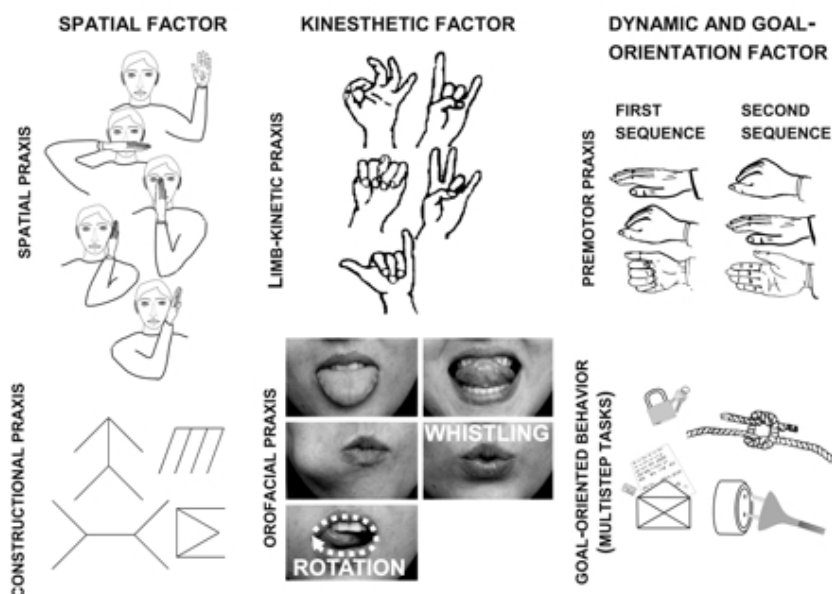 SPATIAL FACTOR
KINESTHETIC FACTOR
DYNAMIC AND GOAL-
ORIENTATION FACTOR
SPATIAL PRAXIS
LIMB-KINETIC PRAXIS
PREMOTOR PRAXIS
FIRST
SEQUENCE
SECOND
SEQUENCE
CONSTRUCTIONAL PRAXIS
OROFACIAL PRAXIS
WHISTLING
ROTATION
GOAL-ORIENTED BEHAVIOR
(MULTISTEP TASKS)